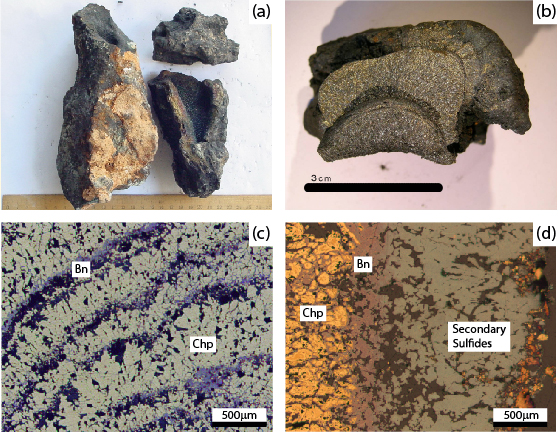 (a)
(b)
3 cm
(c)
Bn
Chp
500µm
(d)
Bn
Chp
Secondary
Sulfides
500µm